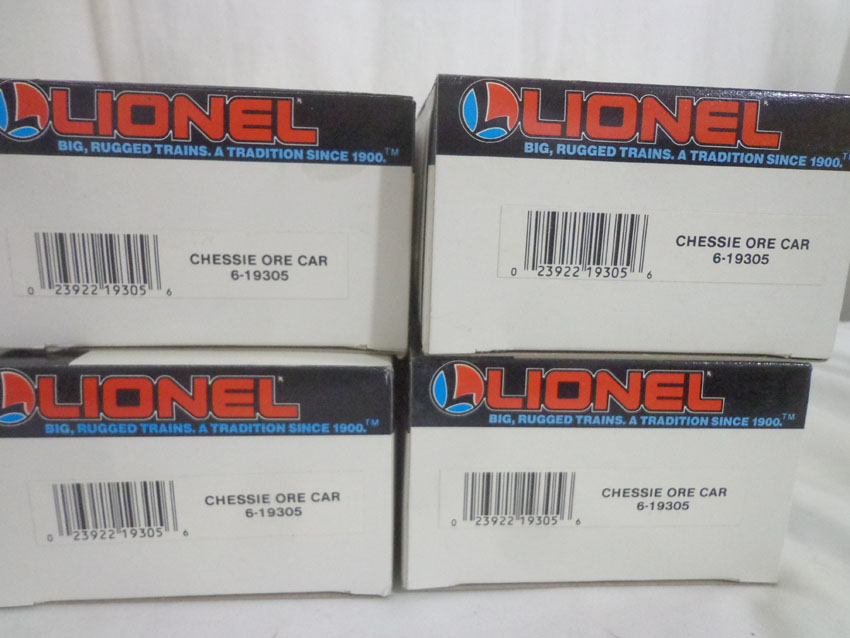 LIONEL
BIG, RUGGED TRAINS. A TRADITION SINCE 1900.™
CHESSIE ORE CAR
6-19305
0 23922 19305 6
LIONEL
BIG, RUGGED TRAINS. A TRADITION SINCE 1900.™
CHESSIE ORE CAR
6-19305
0 23922 19305 6
LIONEL
BIG, RUGGED TRAINS. A TRADITION SINCE 1900.™
CHESSIE ORE CAR
6-19305
0 23922 19305 6
LIONEL
BIG, RUGGED TRAINS. A TRADITION SINCE 1900.™
CHESSIE ORE CAR
6-19305
0 23922 19305 6